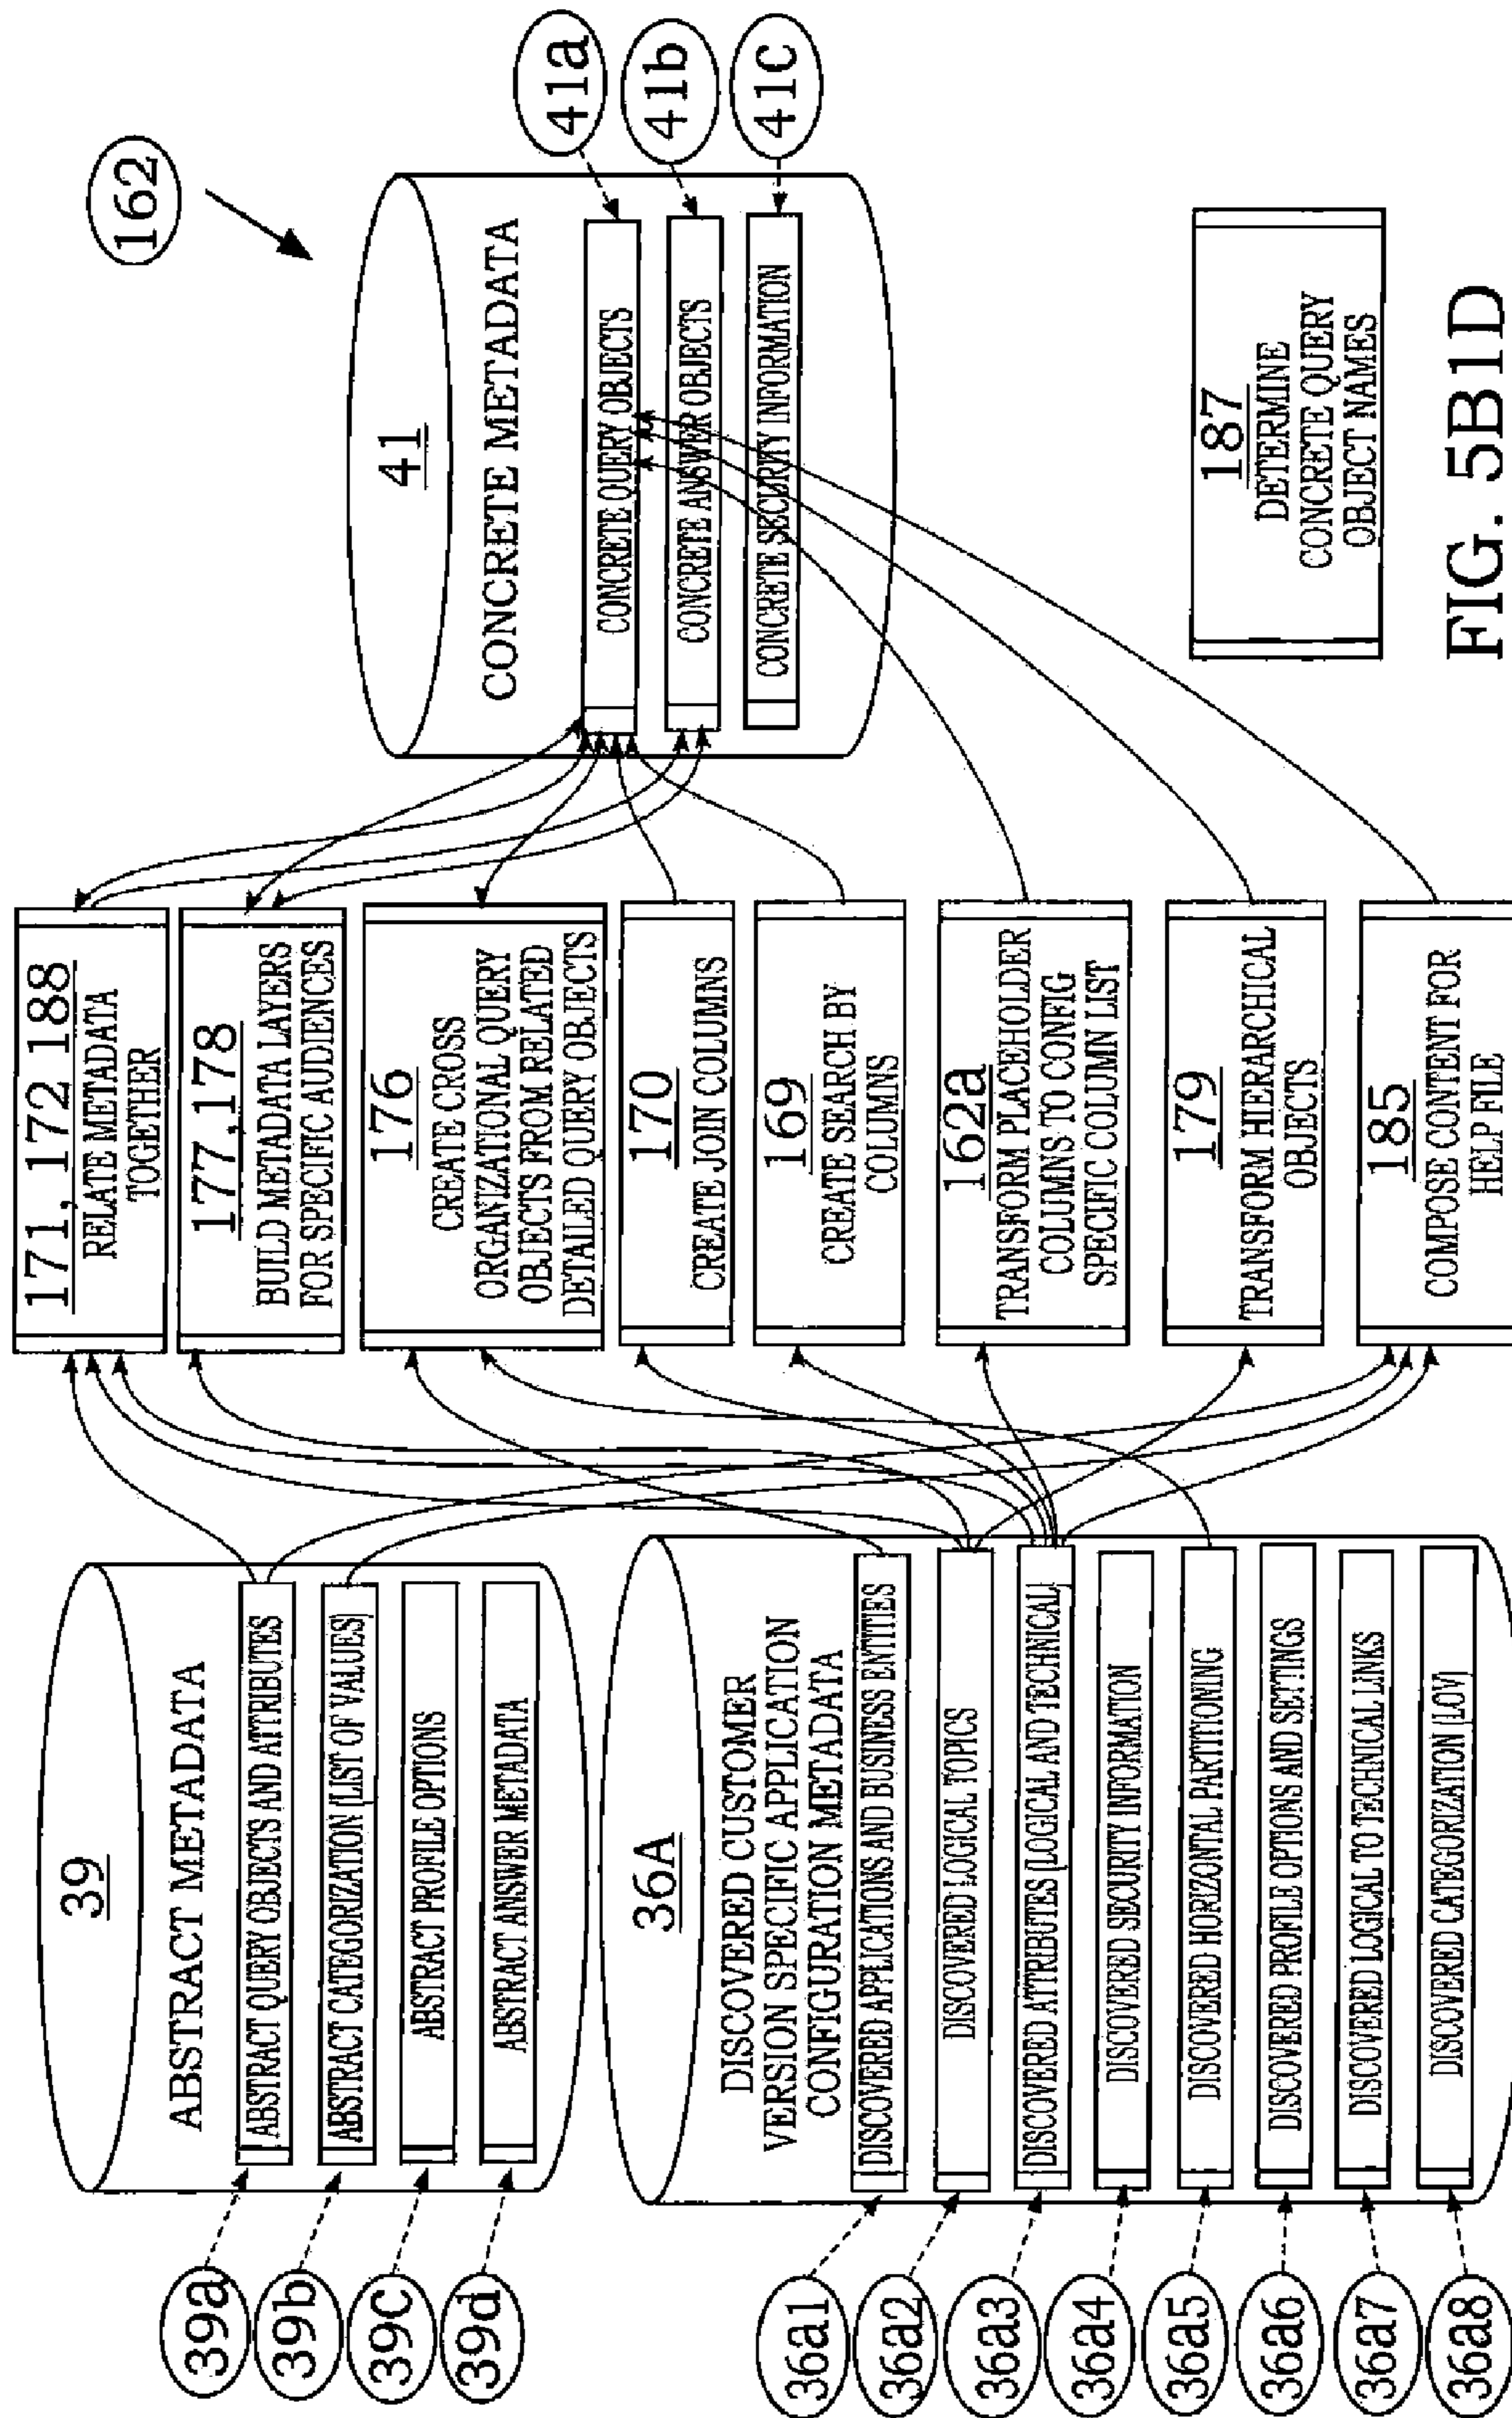 39
ABSTRACT METADATA
39a
ABSTRACT QUERY OBJECTS AND ATTRIBUTES
39b
ABSTRACT CATEGORIZATION (LIST OF VALUES)
39C
ABSTRACT PROFILE OPTIONS
39d
ABSTRACT ANSWER METADATA
36A
DISCOVERED CUSTOMER
VERSION SPECIFIC APPLICATION
CONFIGURATION METADATA
36a1
DISCOVERED APPLICATIONS AND BUSINESS ENTITIES
36a2
DISCOVERED LOGICAL TOPICS
36a3
DISCOVERED ATTRIBUTES (LOGICAL AND TECHNICAL)
36a4
DISCOVERED SECURITY INFORMATION
36a5
DISCOVERED HORIZONTAL PARTITIONING
36a6
DISCOVERED PROFILE OPTIONS AND SETTINGS
36a7
DISCOVERED LOGICAL TO TECHNICAL LINKS
36a8
DISCOVERED CATEGORIZATION (LOV)
171, 172 188
RELATE METADATA
TOGETHER
177,178
BUILD METADATA LAYERS
FOR SPECIFIC AUDIENCES
176
CREATE CROSS
ORGANIZATIONAL QUERY
OBJECTS FROM RELATED
DETAILED QUERY OBJECTS
170
CREATE JOIN COLUMNS
169
CREATE SEARCH BY
COLUMNS
162a
TRANSFORM PLACEHOLDER
COLUMNS TO CONFIG
SPECIFIC COLUMN LIST
179
TRANSFORM HIERARCHICAL
OBJECTS
185
COMPOSE CONTENT FOR
HELP FILE
162
41
CONCRETE METADATA
CONCRETE QUERY OBJECTS
41a
CONCRETE ANSWER OBJECTS
41b
CONCRETE SECURITY INFORMATION
41C
187
DETERMINE
CONCRETE QUERY
OBJECT NAMES
FIG. 5B1D